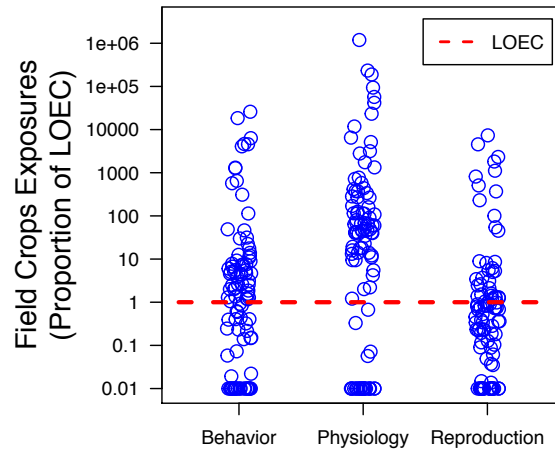 Field Crops Exposures
(Proportion of LOEC)
1e+06
1e+05
10000
1000
100
10
1
0.1
0.01
LOEC
Behavior Physiology Reproduction